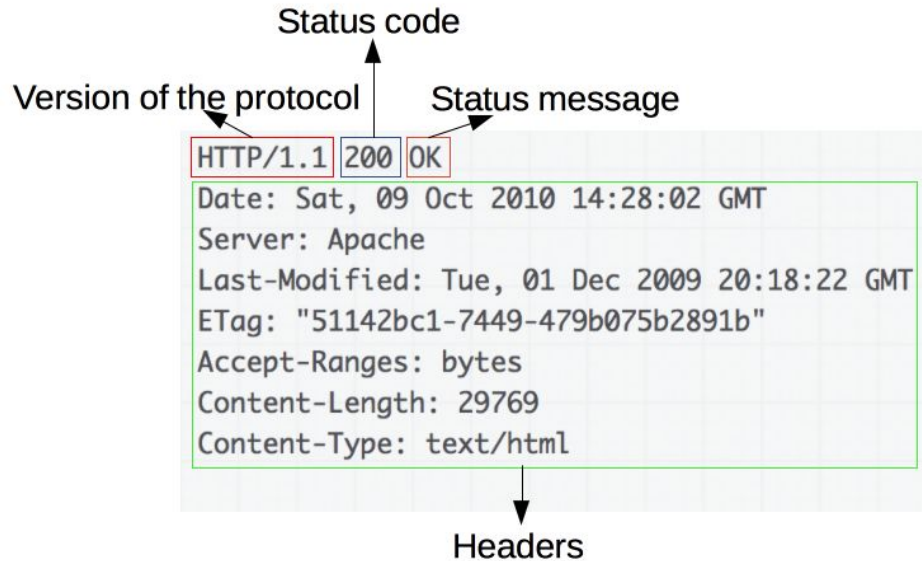 Status code
Version of the protocol Status message
HTTP/1.1 200 OK
Date: Sat, 09 Oct 2010 14:28:02 GMT
Server: Apache
Last-Modified: Tue, 01 Dec 2009 20:18:22 GMT
ETag: "51142bc1-7449-479b075b2891b"
Accept-Ranges: bytes
Content-Length: 29769
Content-Type: text/html
Headers